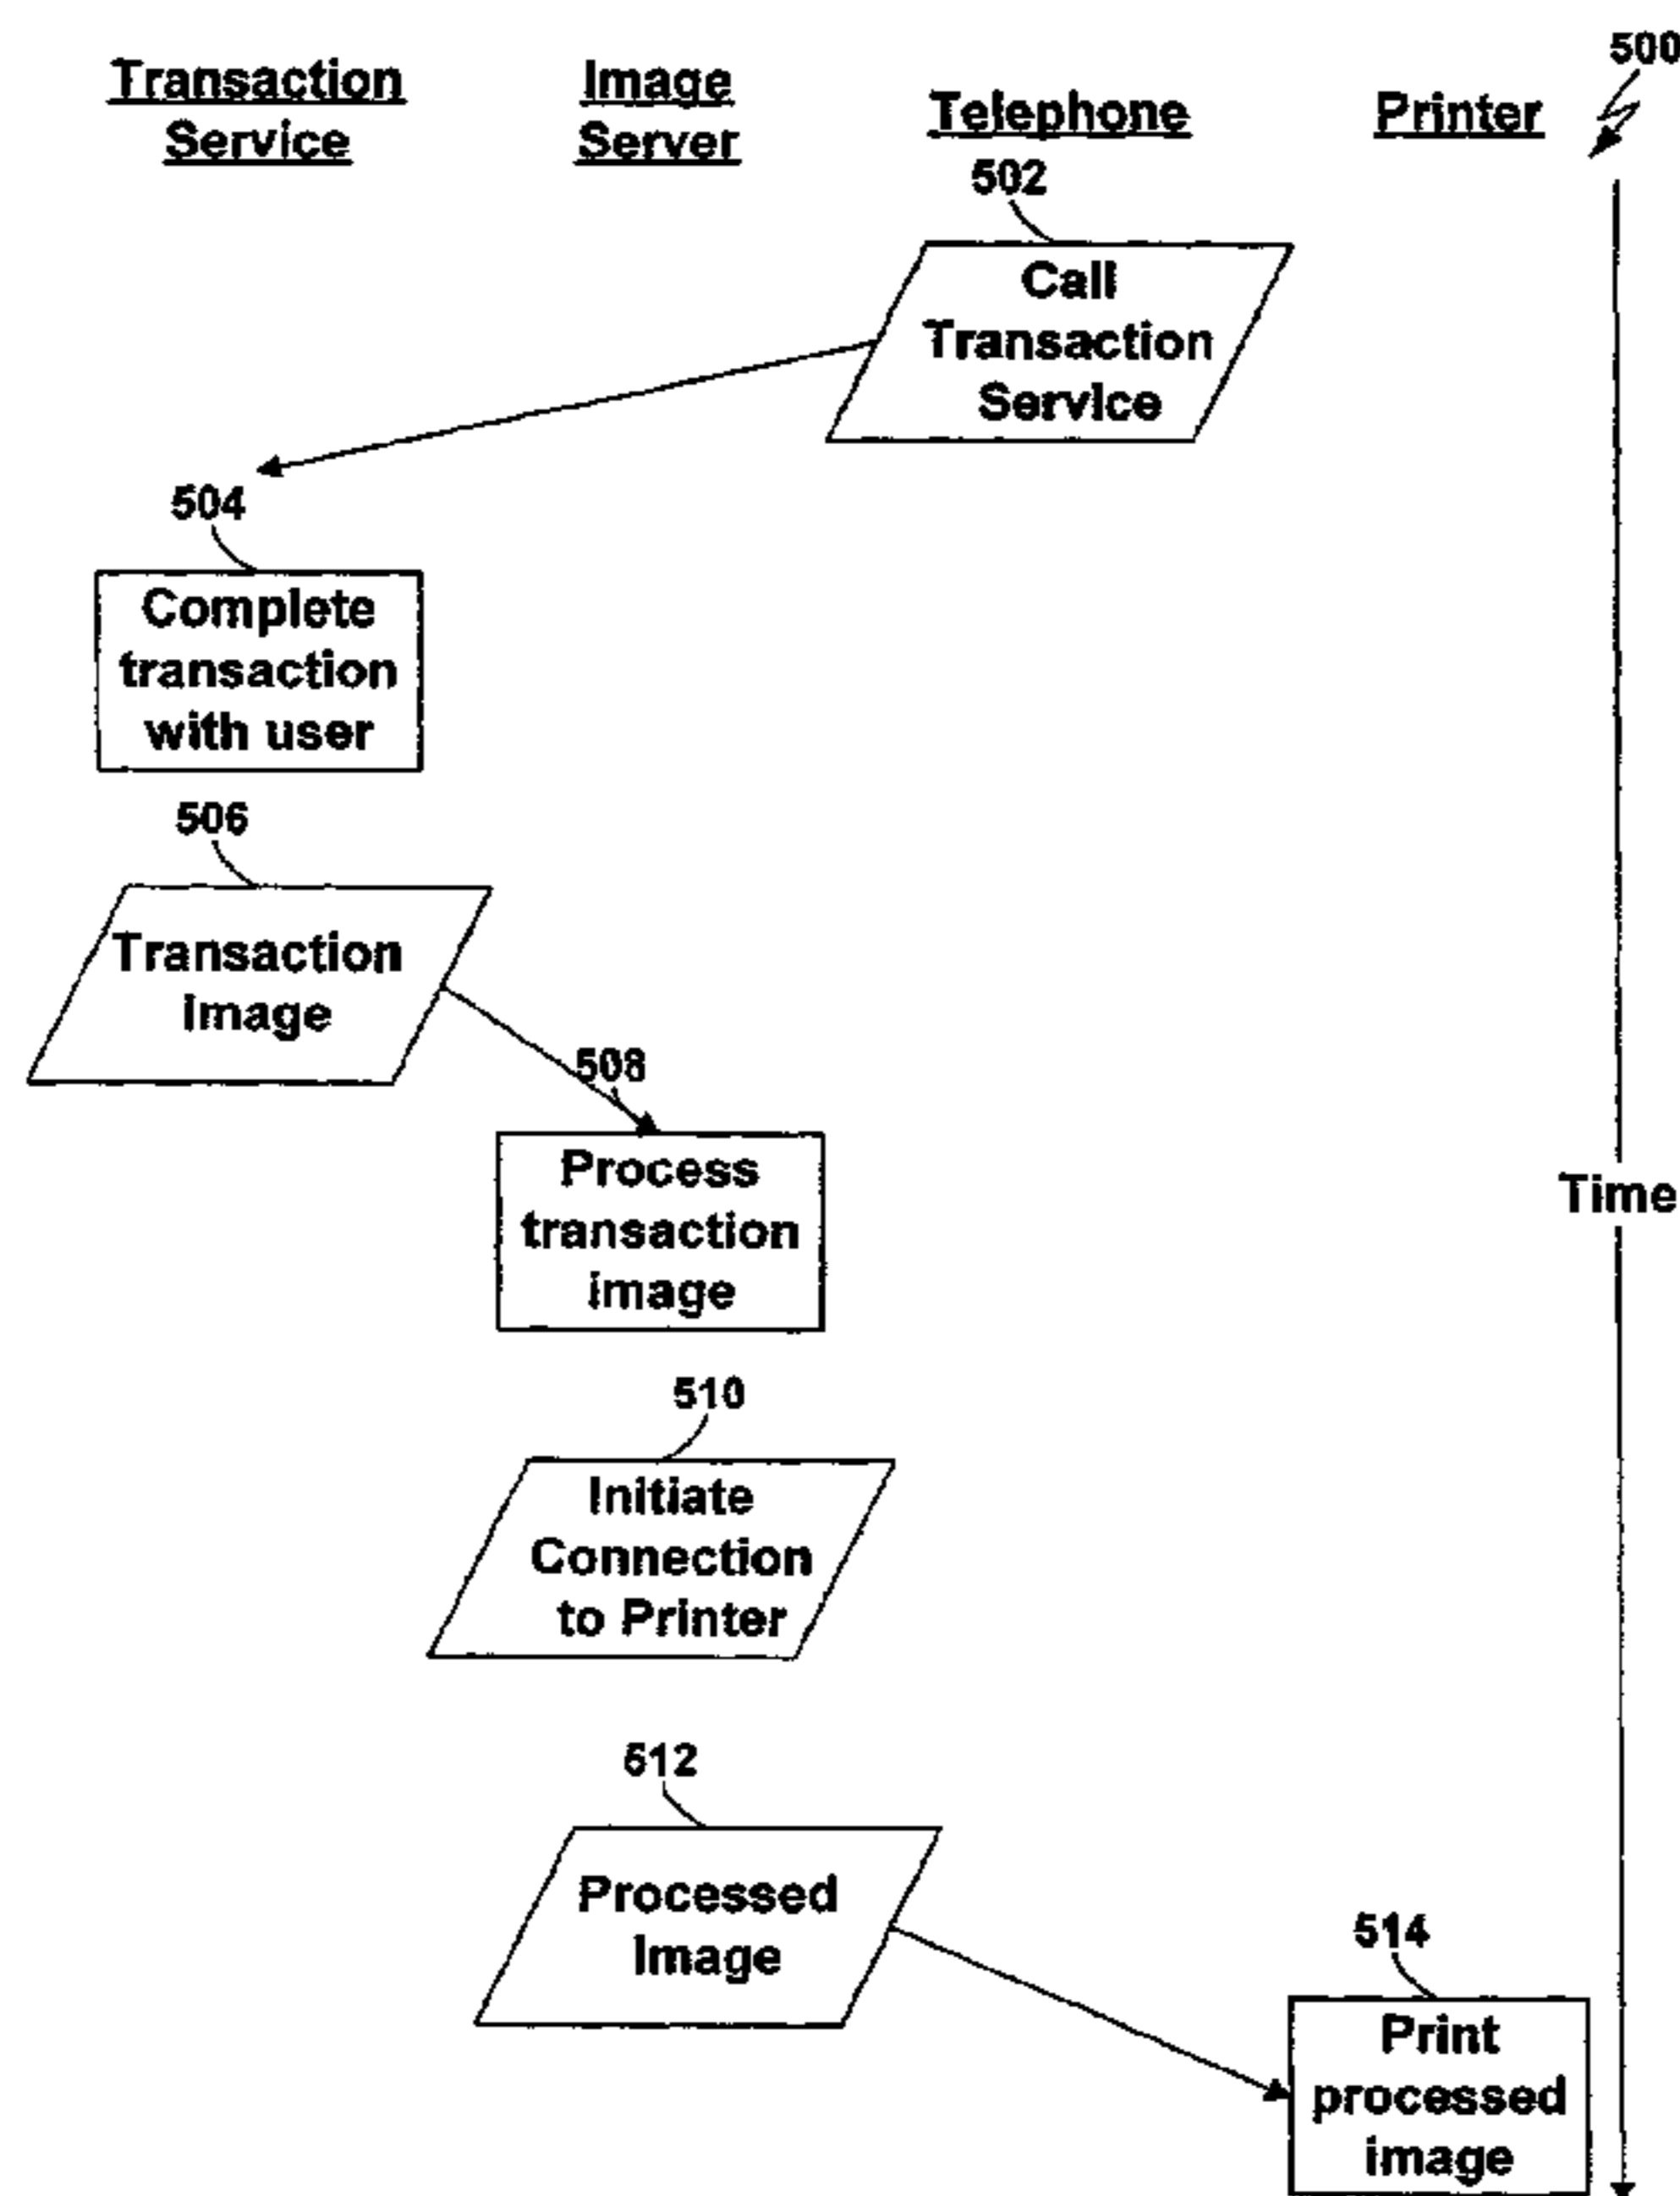 Transaction
Service
Image
Server
Telephone
Printer
500
502
Call
Transaction
Service
504
Complete
transaction
with user
506
Transaction
Image
508
Process
transaction
image
Time
510
Initiate
Connection
to Printer
512
Processed
Image
514
Print
processed
image